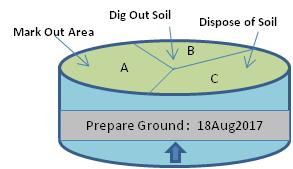 Dig Out Soil
Mark Out Area
Dispose of Soil
A
B
C
Prepare Ground: 18Aug2017